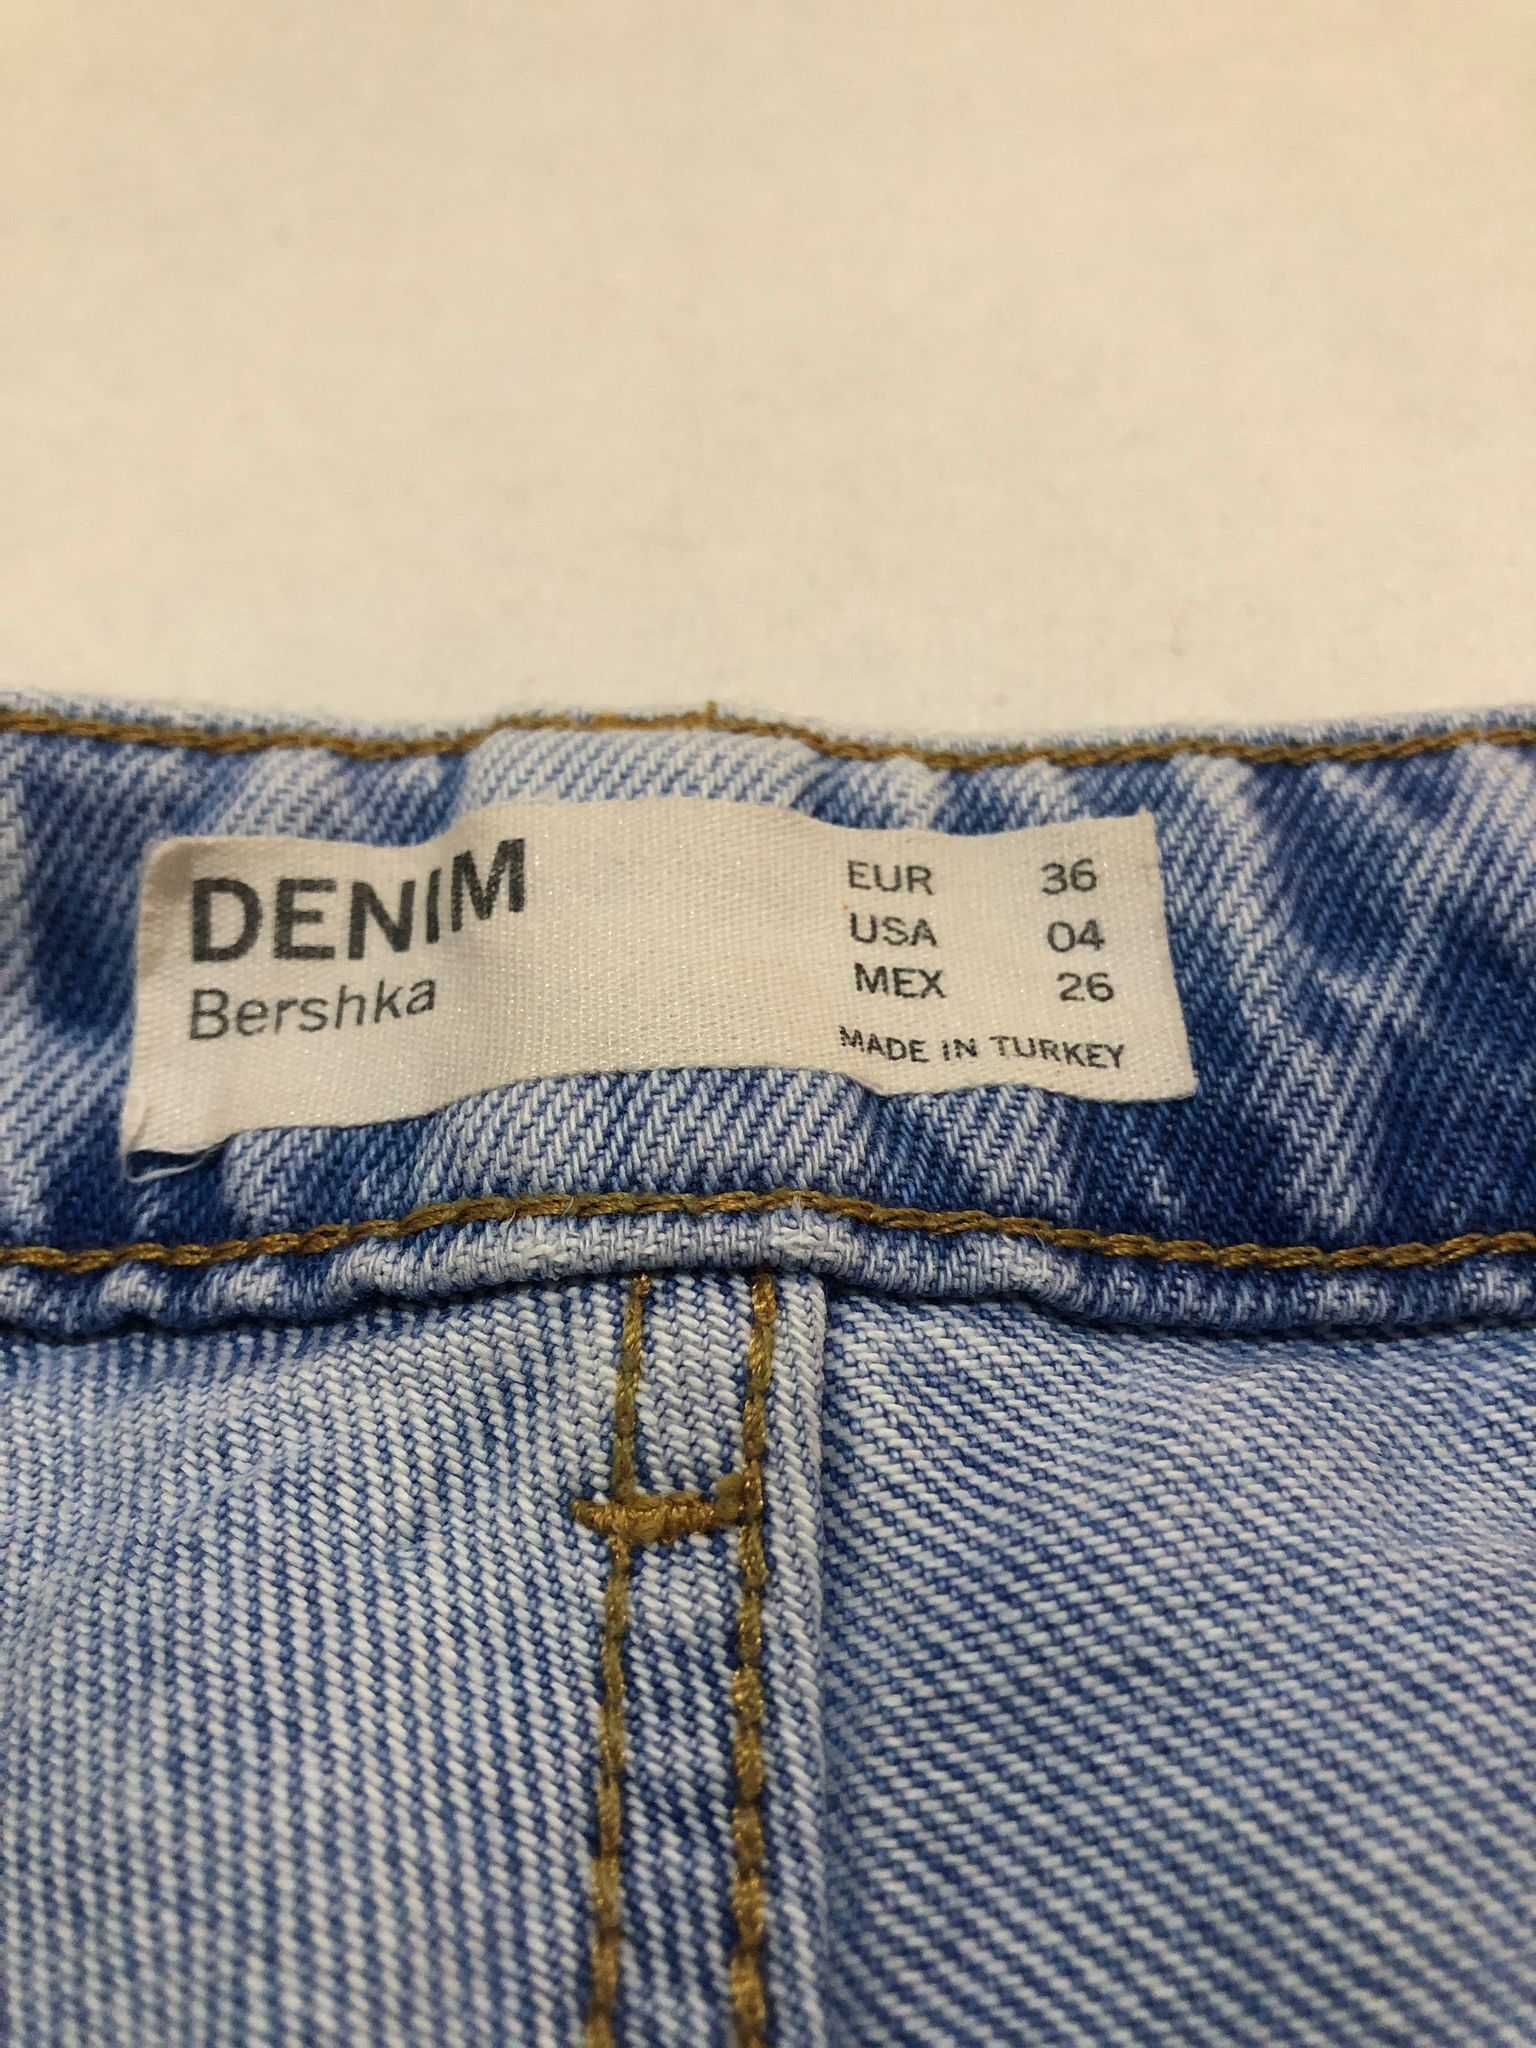 DENIM
Bershka
EUR 36
USA 04
MEX 26
MADE IN TURKEY